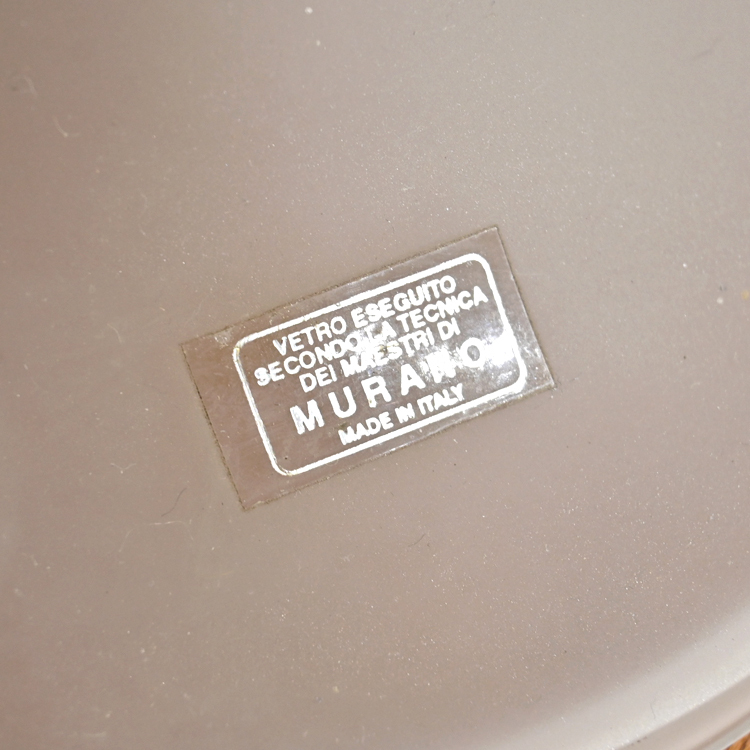 VETRO ESEGUITO
SECONDO LA TECNICA
DEI MAESTRI DI
MURANO
MADE IN ITALY